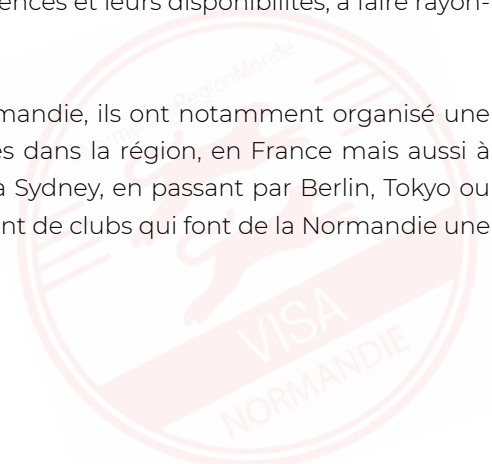 ences et leurs disponibilités, à faire rayon-
mandie, ils ont notamment organisé une
es dans la région, en France mais aussi à
à Sydney, en passant par Berlin, Tokyo ou
nt de clubs qui font de la Normandie une
RegionMonde
VISA
NORMANDIE